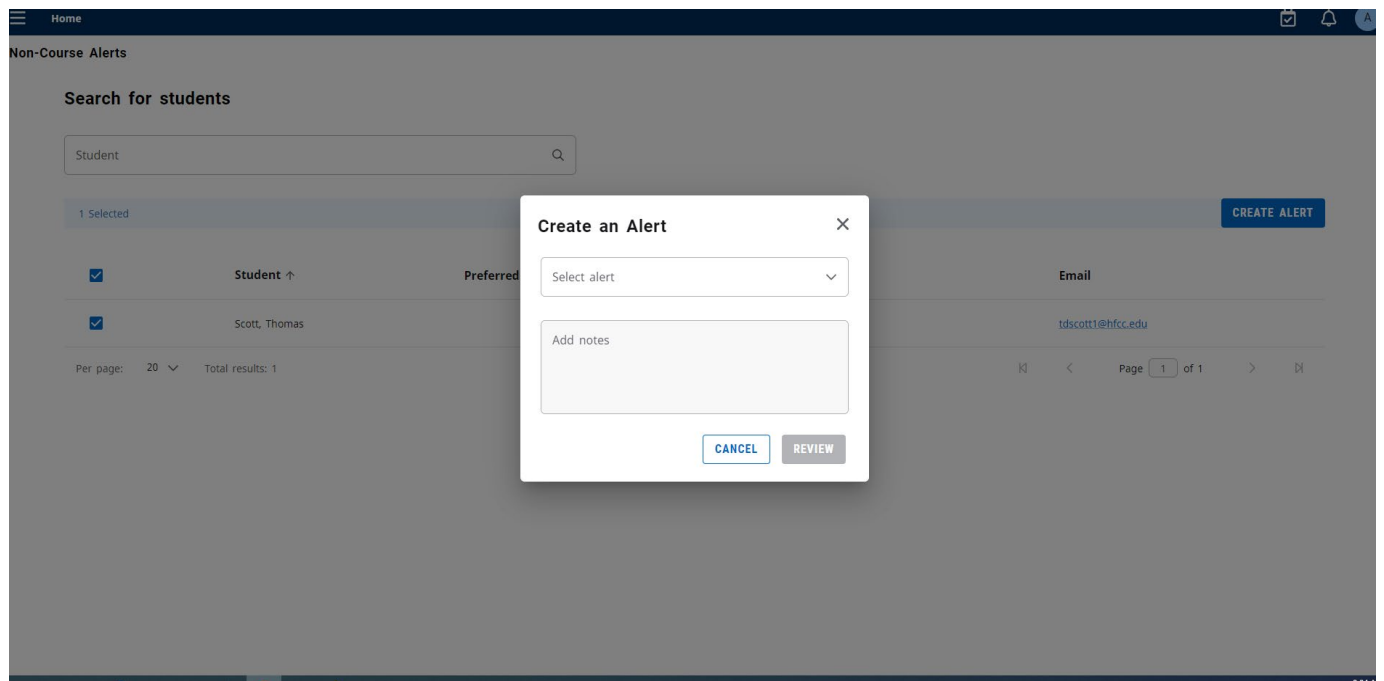 Home
A
Non-Course Alerts
Search for students
Student
1 Selected
CREATE ALERT
Student ↑ Preferred Email
Scott, Thomas tdscott1@hfcc.edu
Per page: 20 Total results: 1 Page 1 of 1
Create an Alert
Select alert
Add notes
CANCEL REVIEW